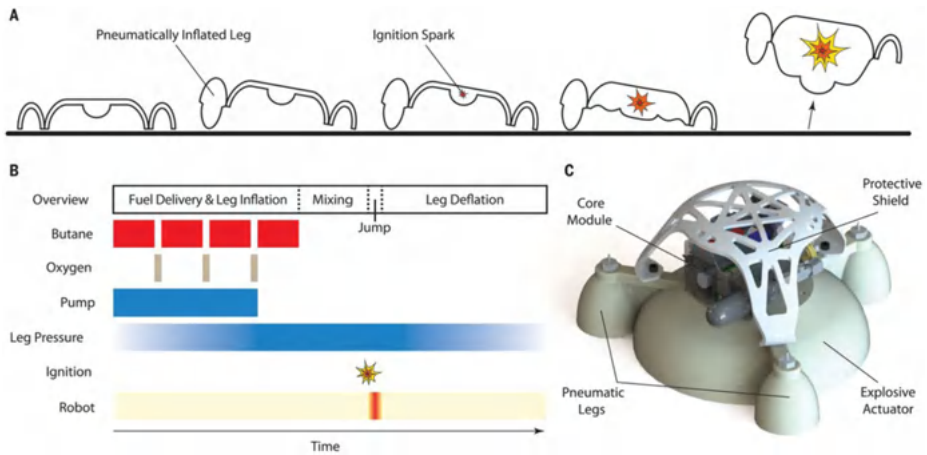 A
Pneumatically Inflated Leg
Ignition Spark
B
Overview
Fuel Delivery & Leg Inflation
Mixing
Leg Deflation
Jump
Butane
Oxygen
Pump
Leg Pressure
Ignition
Robot
Time
C
Core
Module
Protective
Shield
Pneumatic
Legs
Explosive
Actuator